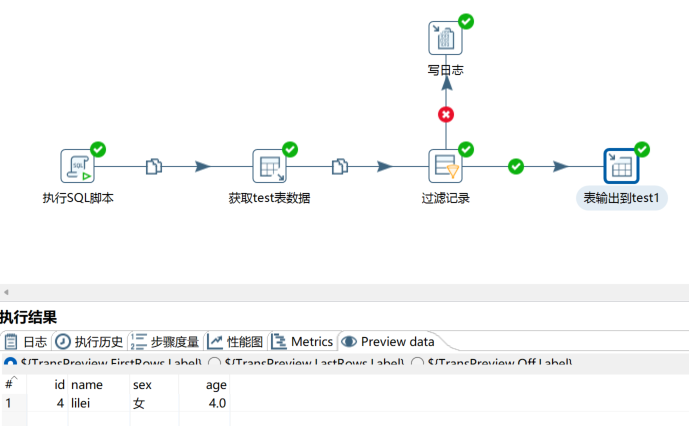 写日志
SQL
执行SQL脚本
获取test表数据
过滤记录
表输出到test1
执行结果
日志 执行历史 步骤度量 性能图 Metrics Preview data
${TransPreview.FirstRows.Label} ${TransPreview.LastRows.Label} ${TransPreview.Off.Label}
# id name sex age
1 4 lilei 女 4.0